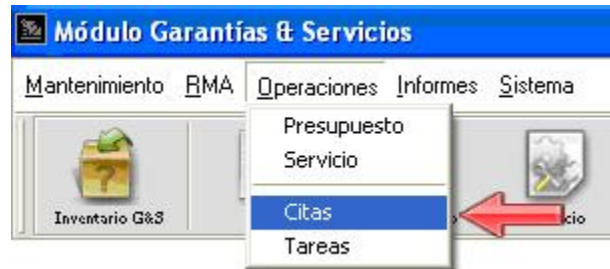 Módulo Garantías & Servicios
Mantenimiento RMA Operaciones Informes Sistema
Presupuesto
Servicio
Citas
Tareas
Inventario G&S